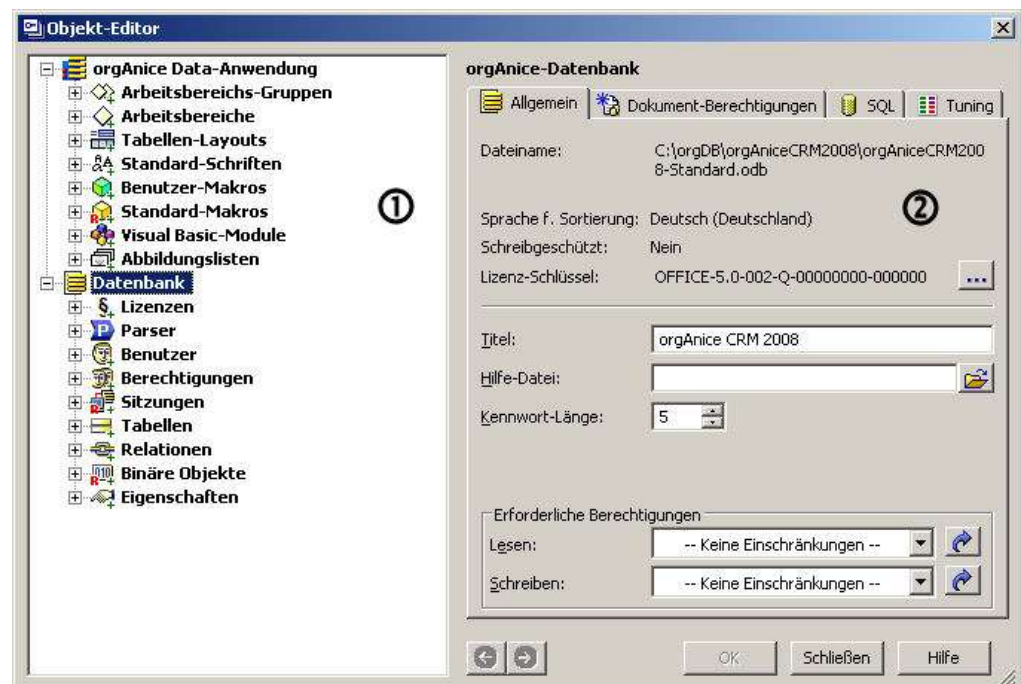 Objekt-Editor
orgAnice Data-Anwendung
Arbeitsbereichs-Gruppen
Arbeitsbereiche
Tabellen-Layouts
Standard-Schriften
Benutzer-Makros
Standard-Makros
Visual Basic-Module
Abbildungslisten
Datenbank
Lizenzen
Parser
Benutzer
Berechtigungen
Sitzungen
Tabellen
Relationen
Binäre Objekte
Eigenschaften
①
orgAnice-Datenbank
Allgemein Dokument-Berechtigungen SQL Tuning
Dateiname: C:\orgDB\orgAniceCRM2008\orgAniceCRM200
8-Standard.odb
②
Sprache f. Sortierung: Deutsch (Deutschland)
Schreibgeschützt: Nein
Lizenz-Schlüssel: OFFICE-5.0-002-Q-00000000-000000 ...
Titel: orgAnice CRM 2008
Hilfe-Datei:
Kennwort-Länge: 5
Erforderliche Berechtigungen
Lesen: -- Keine Einschränkungen --
Schreiben: -- Keine Einschränkungen --
OK Schließen Hilfe